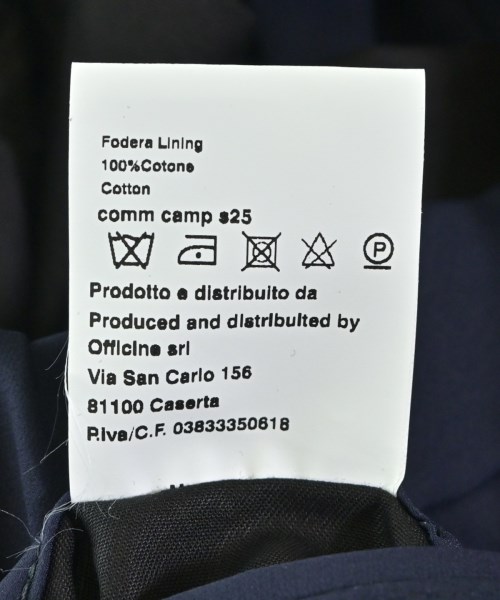 Fodera Lining
100%Cotone
Cotton
comm camp s25
P
Prodotto e distribuito da
Produced and distribuited by
Officine srl
Via San Carlo 156
81100 Caserta
P.iva/C.F. 03833350618